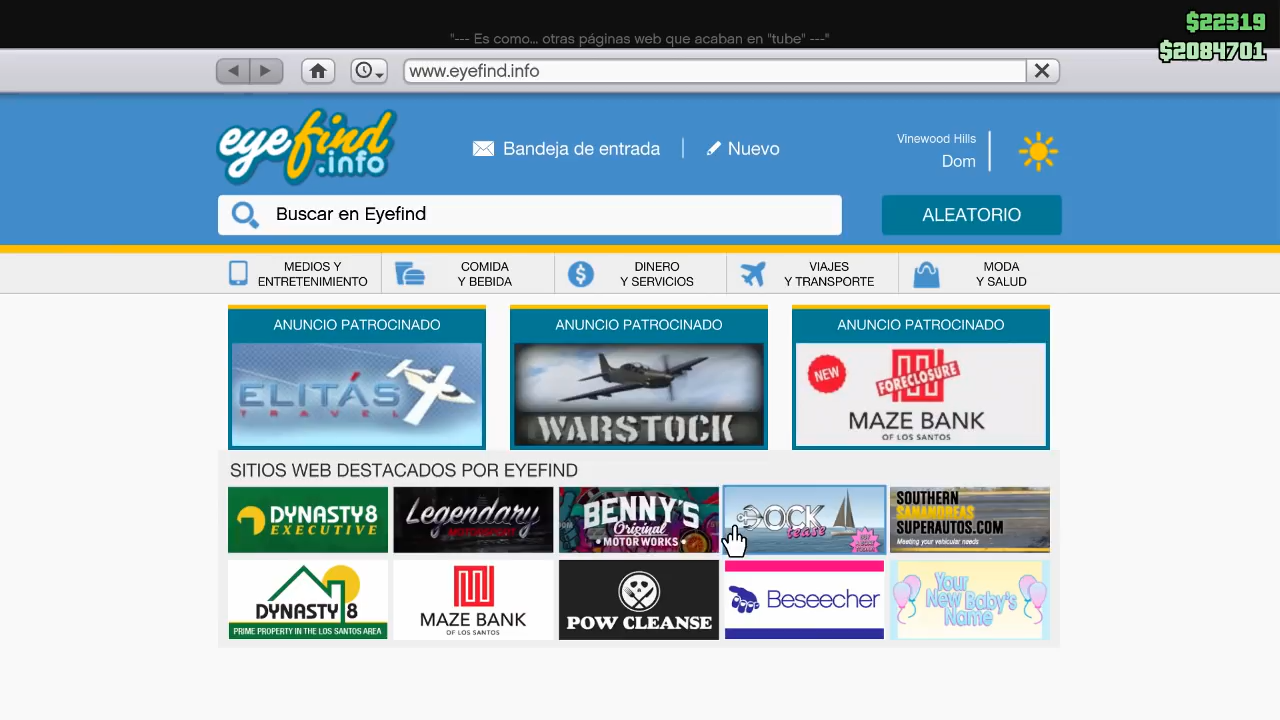 $22319
"--- Es como... otras páginas web que acaban en "tube" ---"
$2084701
www.eyefind.info
eyefind
.info
Bandeja de entrada
Nuevo
Vinewood Hills
Dom
Buscar en Eyefind
ALEATORIO
MEDIOS Y
ENTRETENIMIENTO
COMIDA
Y BEBIDA
DINERO
Y SERVICIOS
VIAJES
Y TRANSPORTE
MODA
Y SALUD
ANUNCIO PATROCINADO
ELITÁS
TRAVEL
ANUNCIO PATROCINADO
WARSTOCK
ANUNCIO PATROCINADO
NEW
FORECLOSURE
MAZE BANK
OF LOS SANTOS
SITIOS WEB DESTACADOS POR EYEFIND
DYNASTY 8
EXECUTIVE
Legendary
MOTORSPORT
BENNY'S
Original
MOTOR WORKS
DOCK
tease
SOUTHERN
SANANDREAS
SUPERAUTOS.COM
Meeting your vehicular needs
DYNASTY 8
PRIME PROPERTY IN THE LOS SANTOS AREA
MAZE BANK
OF LOS SANTOS
POW CLEANSE
BESEECHER
Your
New Baby's
Name